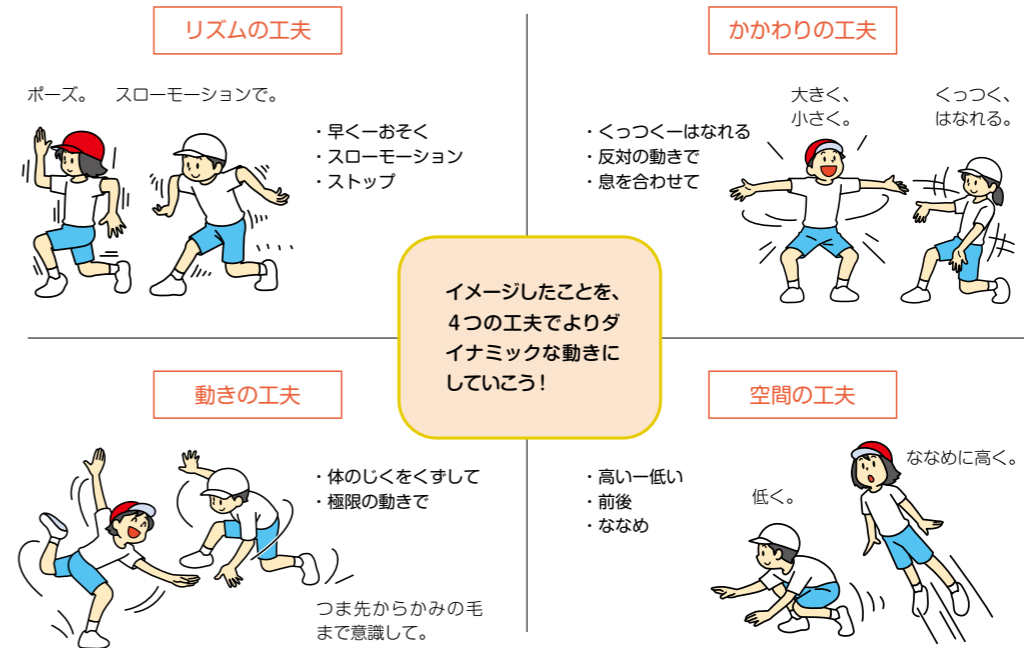 リズムの工夫
ポーズ。 スローモーションで。
・早くーおそく
・スローモーション
・ストップ
かかわりの工夫
・くっつくーはなれる
・反対の動きで
・息を合わせて
大きく、
小さく。
くっつく、
はなれる。
イメージしたことを、
４つの工夫でよりダ
イナミックな動きに
していこう！
動きの工夫
・体のじくをくずして
・極限の動きで
つま先からかみの毛
まで意識して。
空間の工夫
・高いー低い
・前後
・ななめ
低く。
ななめに高く。